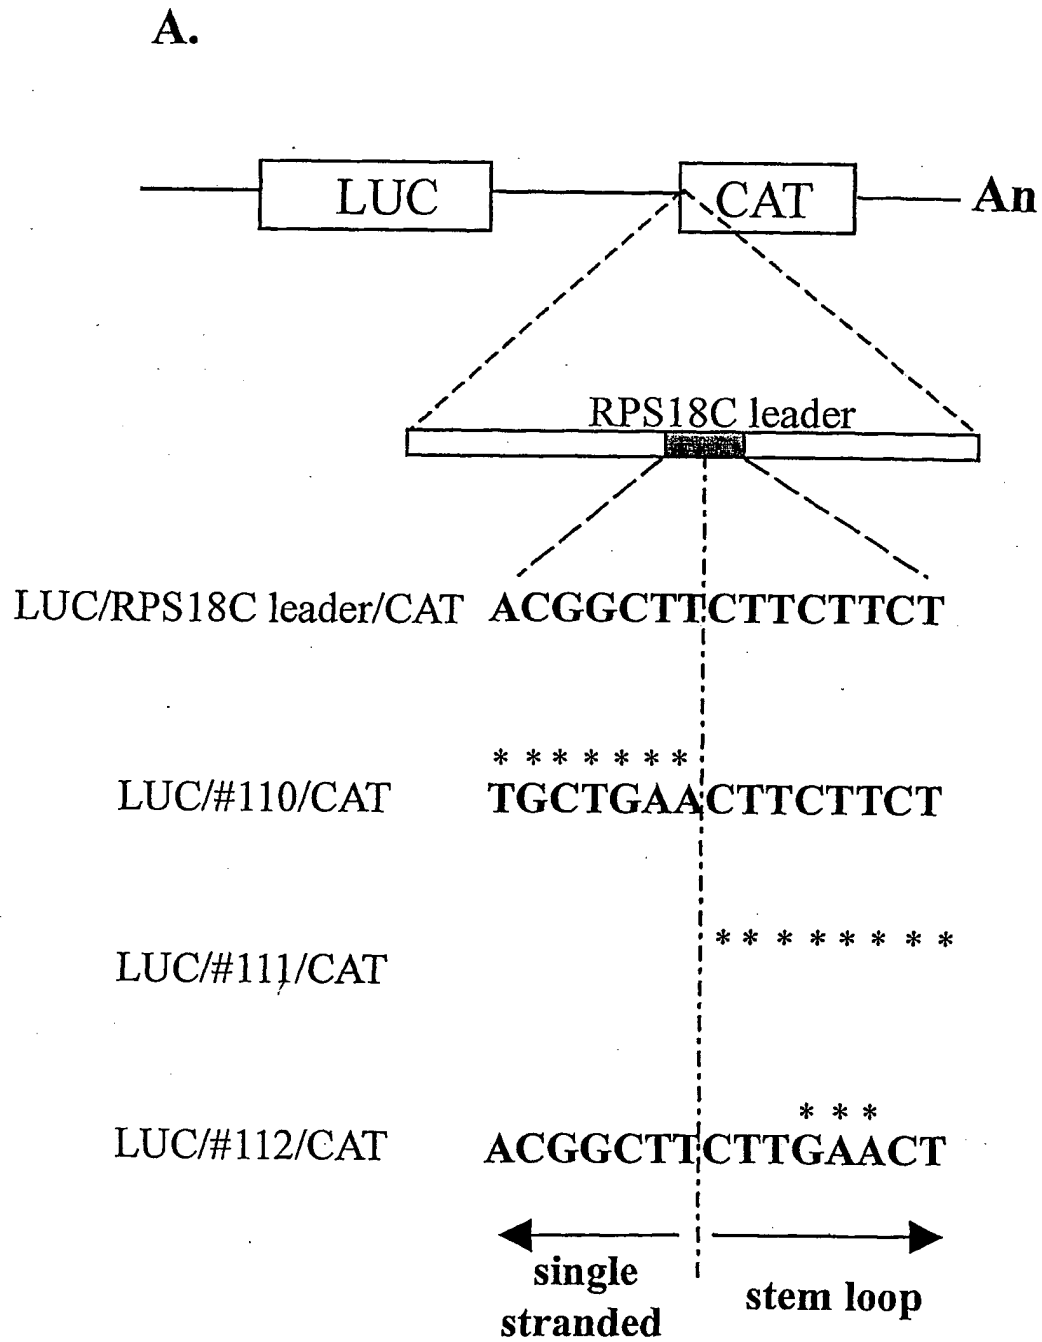 A.
LUC CAT An
RPS18C leader
LUC/RPS18C leader/CAT ACGGCTTCTTCTTCT
* * * * * * *
LUC/#110/CAT TGCTGAACTTCTTCT
* * * * * * * *
LUC/#111/CAT
* * *
LUC/#112/CAT ACGGCTTCTTGAACT
single stranded
stem loop